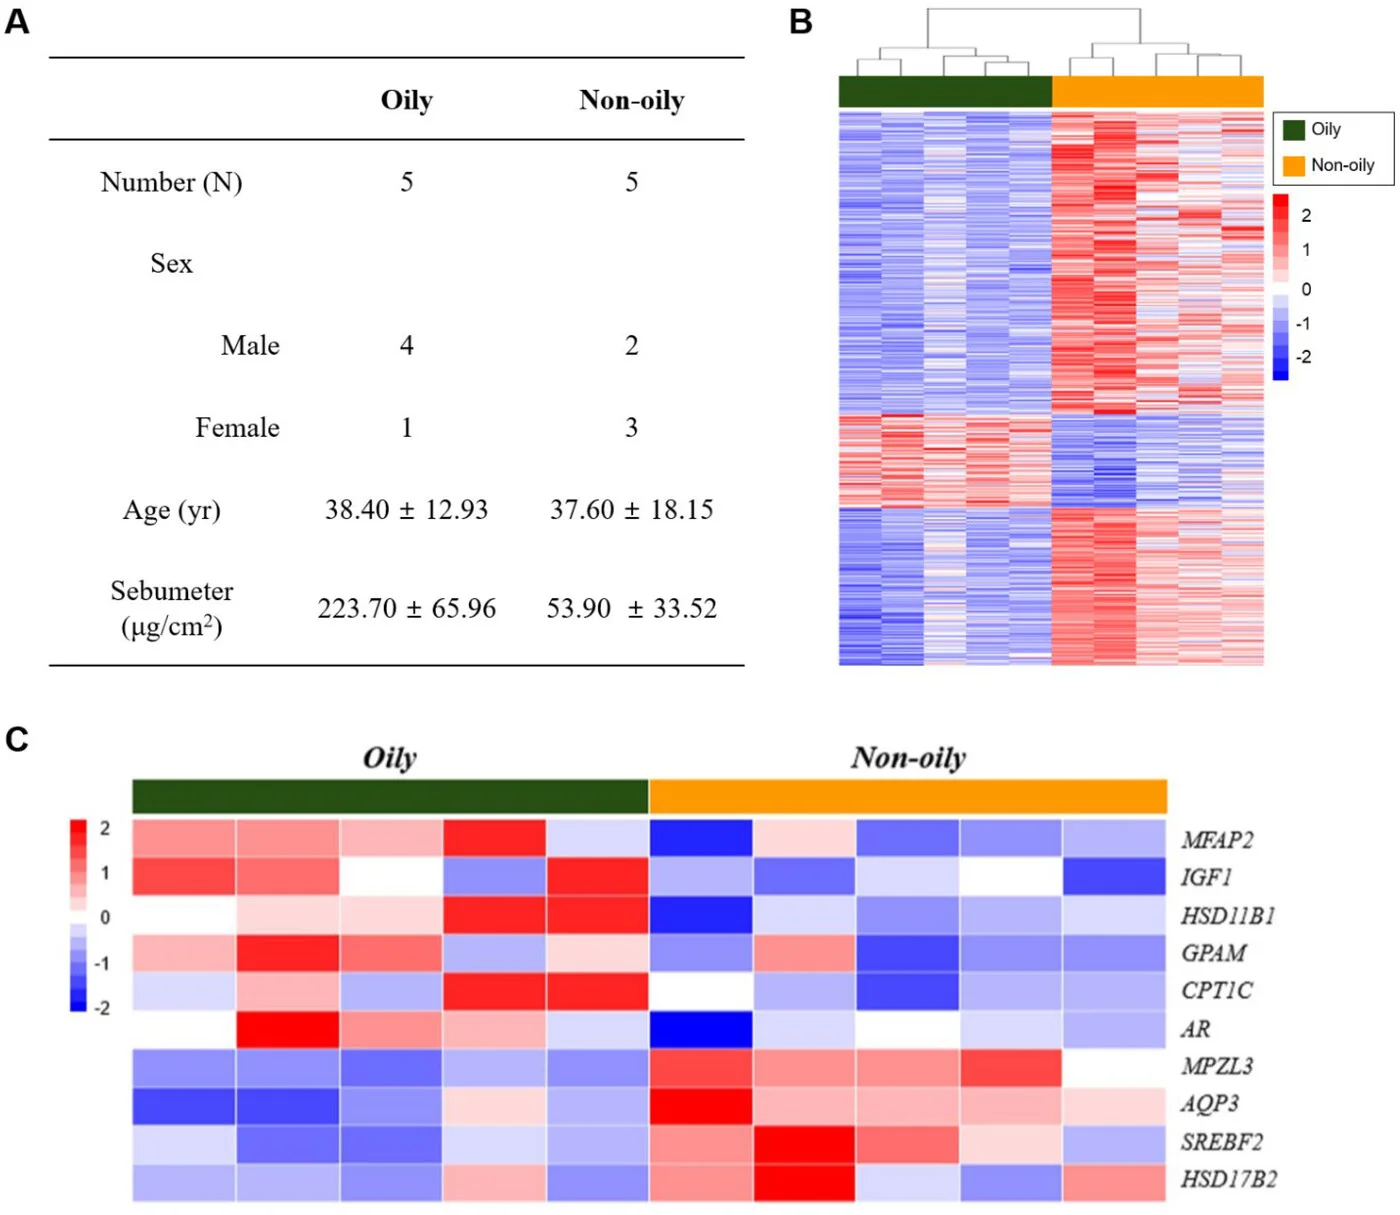 A
Oily Non-oily
Number (N) 5 5
Sex
Male 4 2
Female 1 3
Age (yr) 38.40 ± 12.93 37.60 ± 18.15
Sebumeter
(μg/cm²) 223.70 ± 65.96 53.90 ± 33.52
B
Oily
Non-oily
2
1
0
-1
-2
C
Oily Non-oily
2
1
0
-1
-2
MFAP2
IGF1
HSD11B1
GPAM
CPT1C
AR
MPZL3
AQP3
SREBF2
HSD17B2